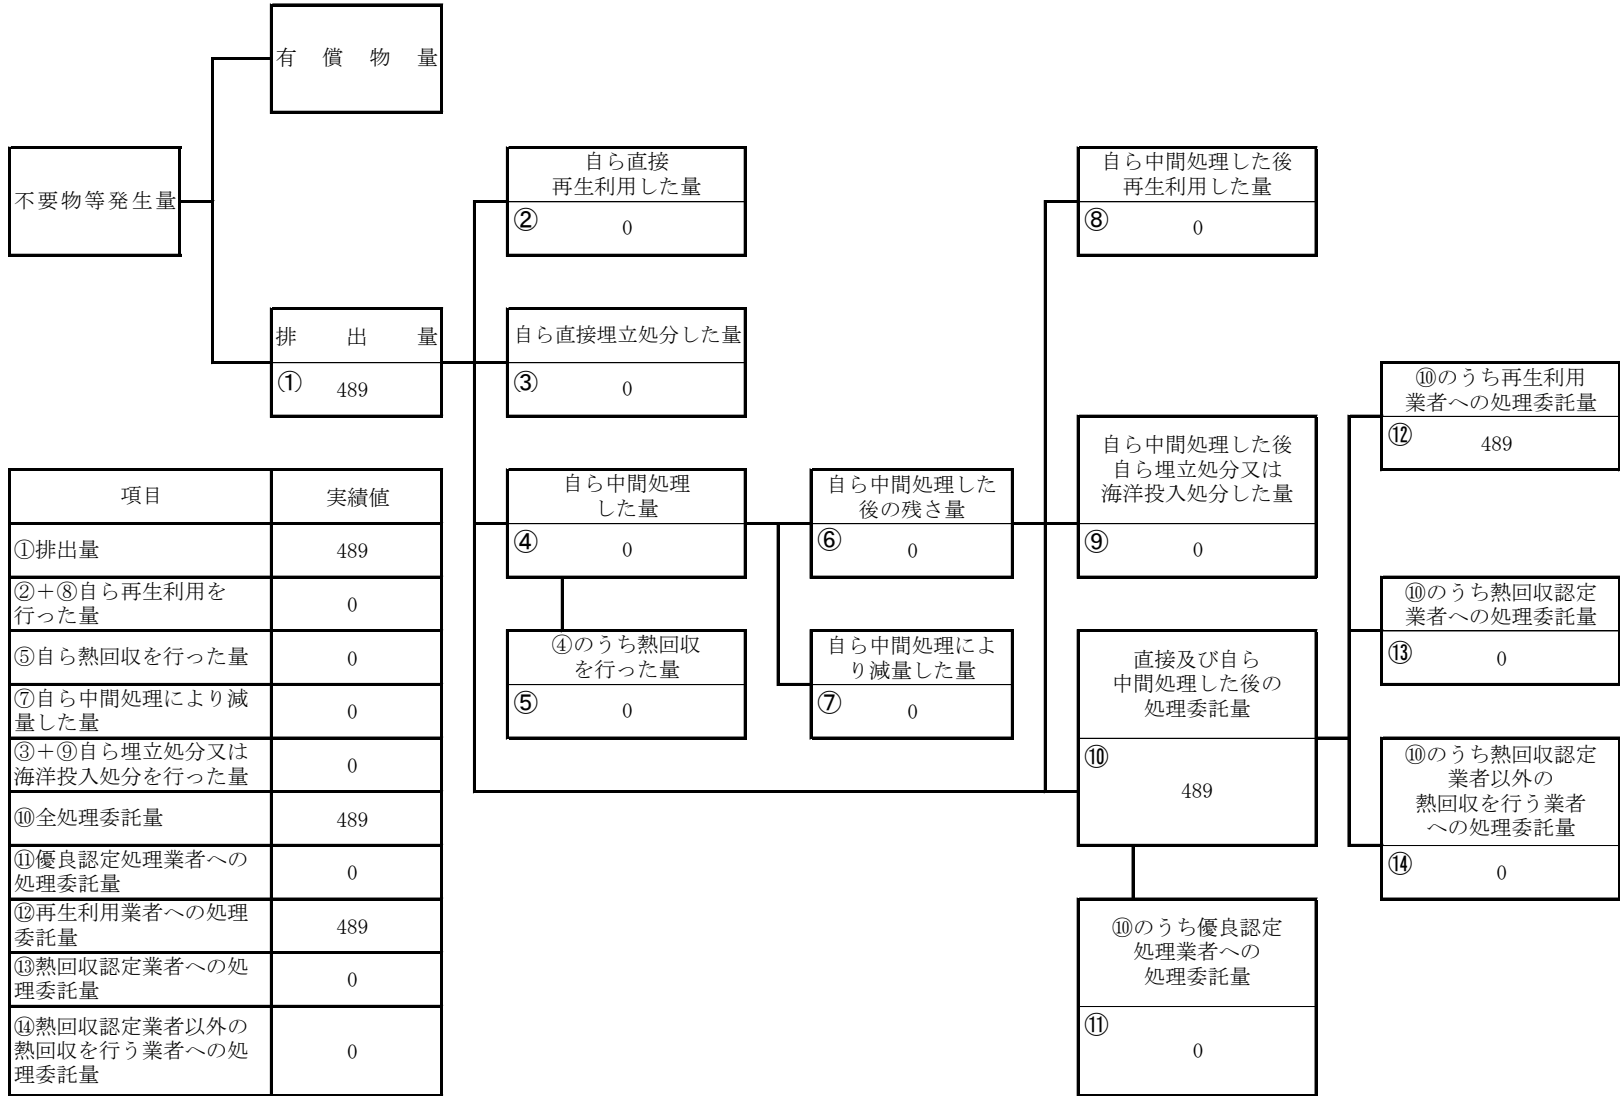 有償物量
不要物等発生量
排出量
① 489
自ら直接
再生利用した量
② 0
自ら直接埋立処分した量
③ 0
自ら中間処理
した量
④ 0
④のうち熱回収
を行った量
⑤ 0
自ら中間処理した
後の残さ量
⑥ 0
自ら中間処理によ
り減量した量
⑦ 0
自ら中間処理した後
再生利用した量
⑧ 0
自ら中間処理した後
自ら埋立処分又は
海洋投入処分した量
⑨ 0
直接及び自ら
中間処理した後の
処理委託量
⑩
489
⑩のうち優良認定
処理業者への
処理委託量
⑪
0
⑩のうち再生利用
業者への処理委託量
⑫ 489
⑩のうち熱回収認定
業者への処理委託量
⑬ 0
⑩のうち熱回収認定
業者以外の
熱回収を行う業者
への処理委託量
⑭ 0
項目 実績値
①排出量 489
②＋⑧自ら再生利用を
行った量 0
⑤自ら熱回収を行った量 0
⑦自ら中間処理により減
量した量 0
③＋⑨自ら埋立処分又は
海洋投入処分を行った量 0
⑩全処理委託量 489
⑪優良認定処理業者への
処理委託量 0
⑫再生利用業者への処理
委託量 489
⑬熱回収認定業者への処
理委託量 0
⑭熱回収認定業者以外の
熱回収を行う業者への処
理委託量 0